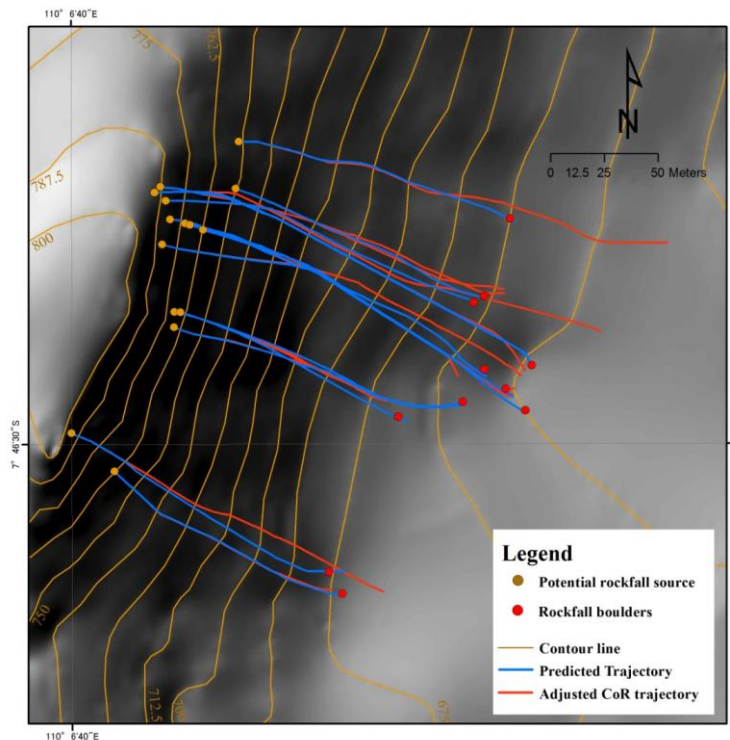 110° 6'40"E
775
762.5
N
0 12.5 25 50 Meters
787.5
800
7° 46'30"S
Legend
Potential rockfall source
Rockfall boulders
Contour line
Predicted Trajectory
Adjusted CoR trajectory
750
712.5
700
675
110° 6'40"E